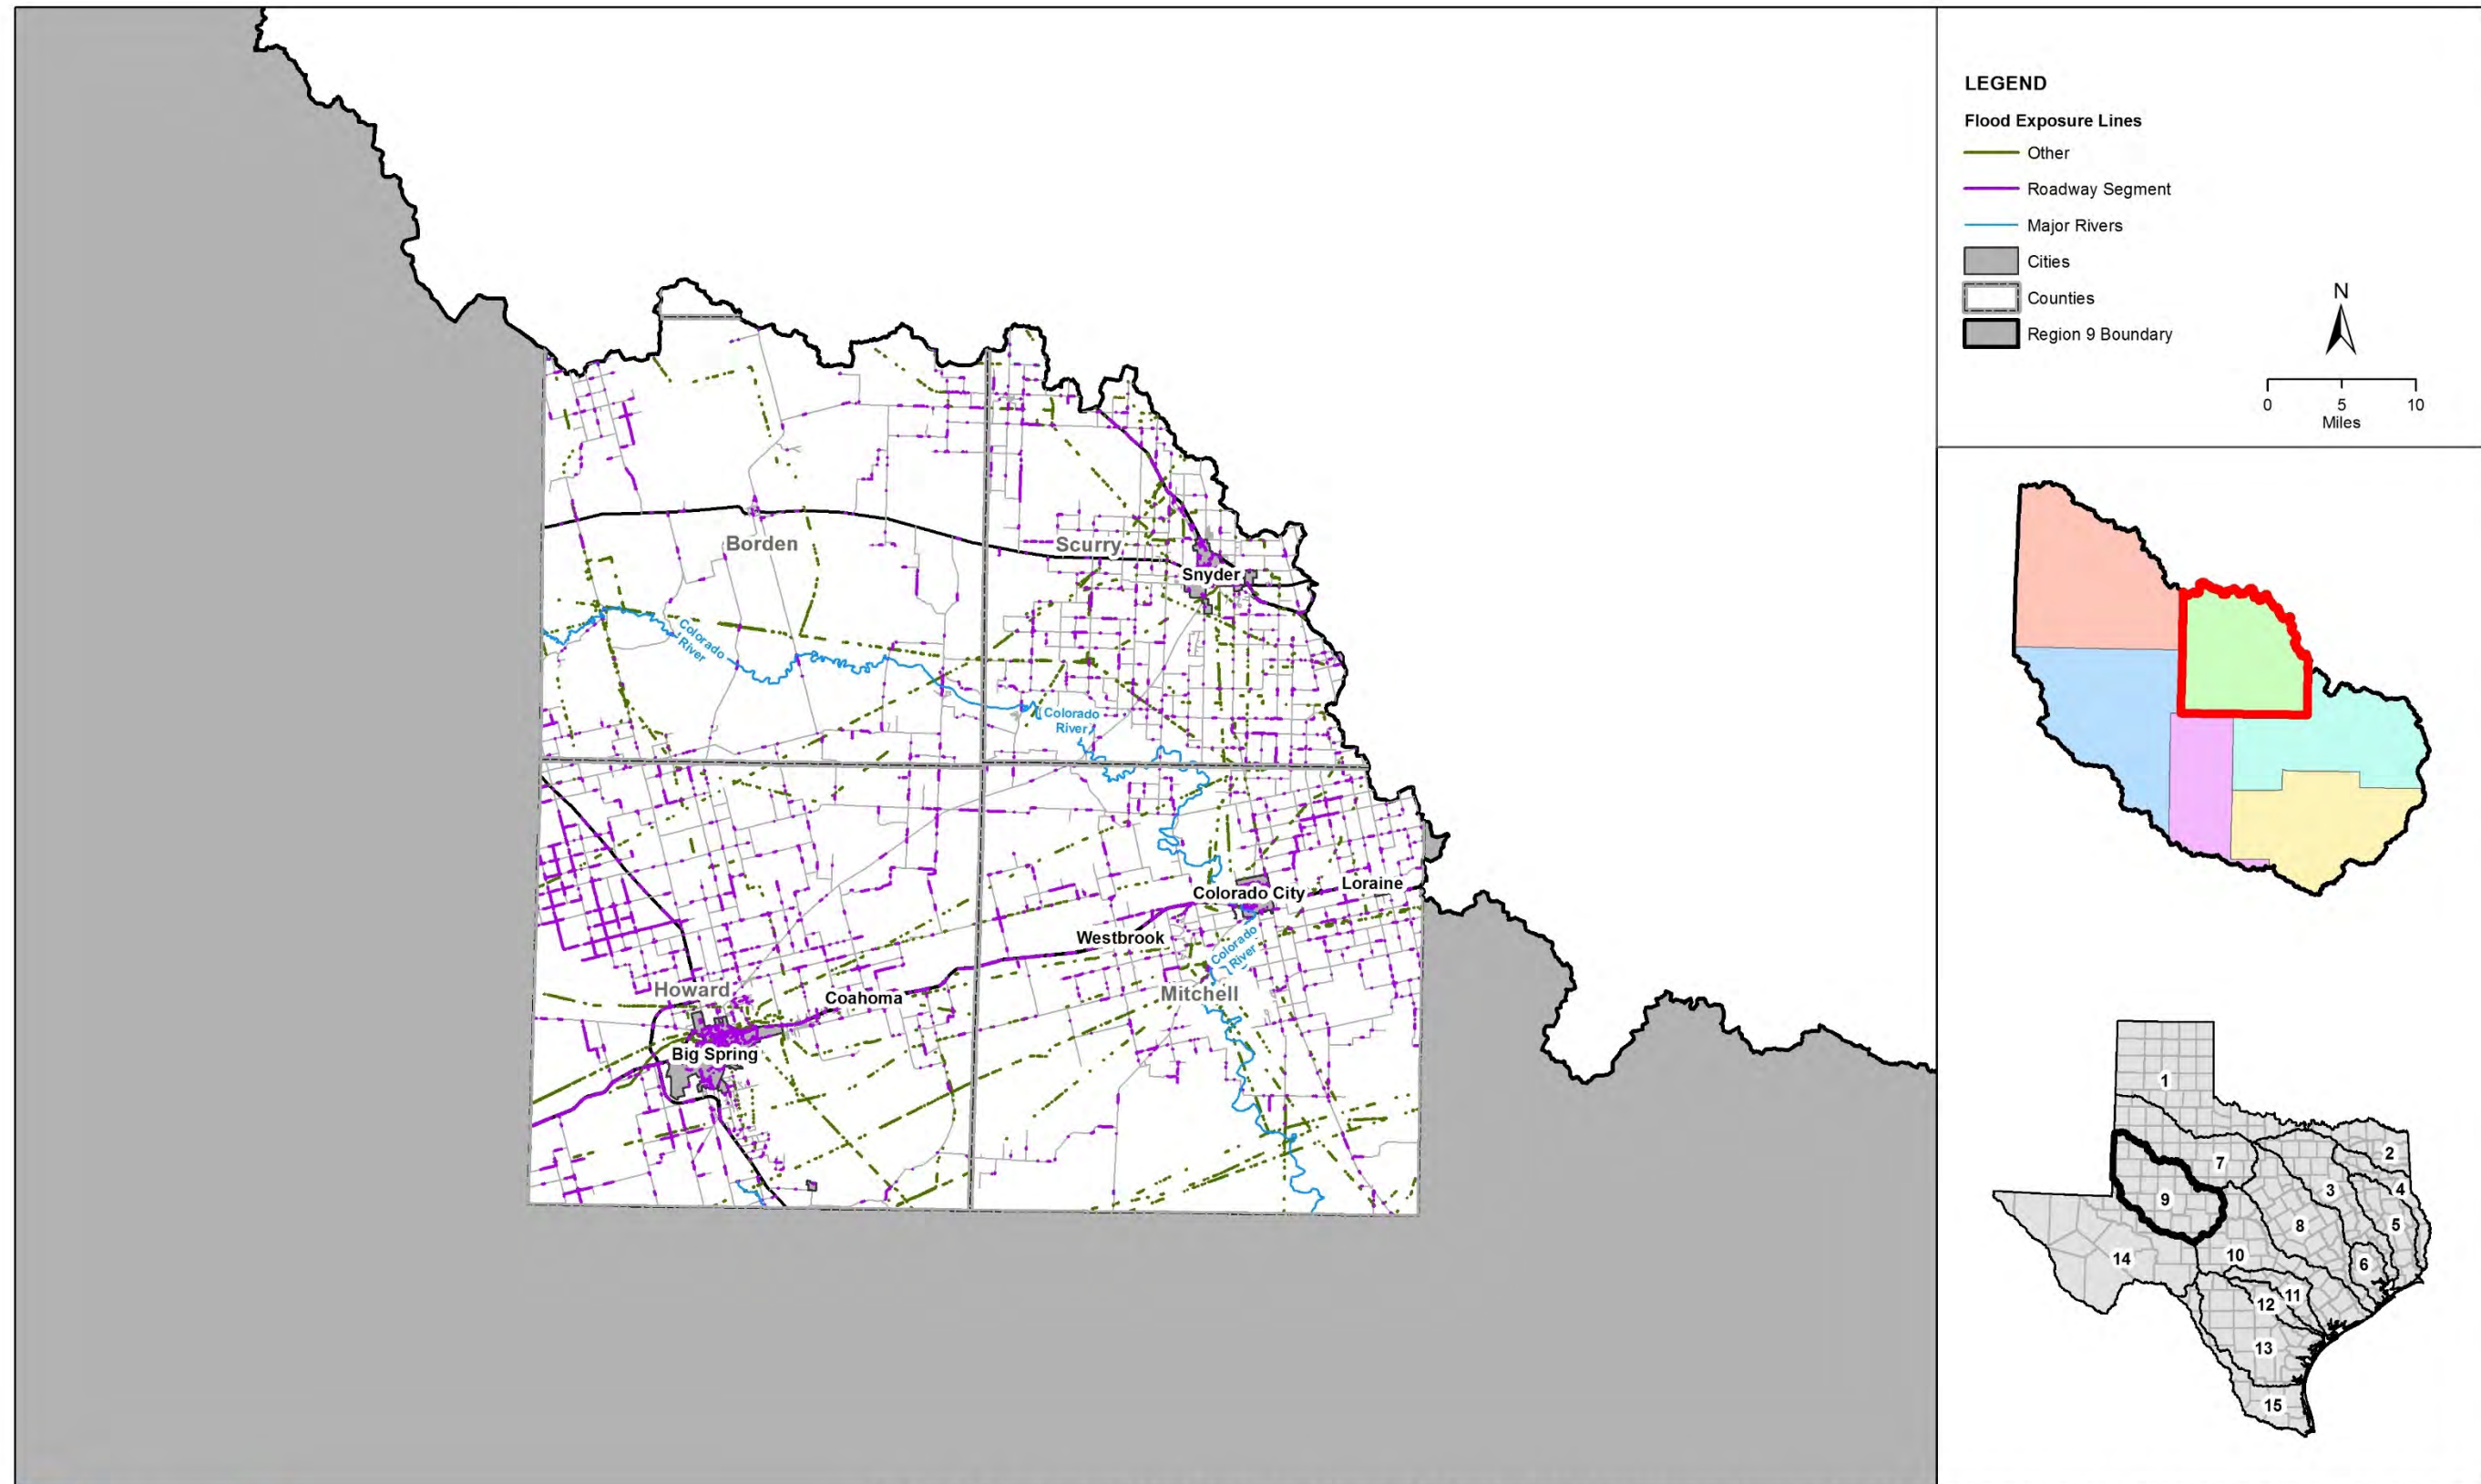 LEGEND
Flood Exposure Lines
Other
Roadway Segment
Major Rivers
Cities
Counties
Region 9 Boundary
N
0 5 10
Miles
Borden
Scurry
Snyder
Colorado
River
Colorado
River
Colorado City
Loraine
Westbrook
Colorado
River
Howard
Coahoma
Mitchell
Big Spring
1
2
7
3
4
9
5
8
10
14
6
11
12
13
15